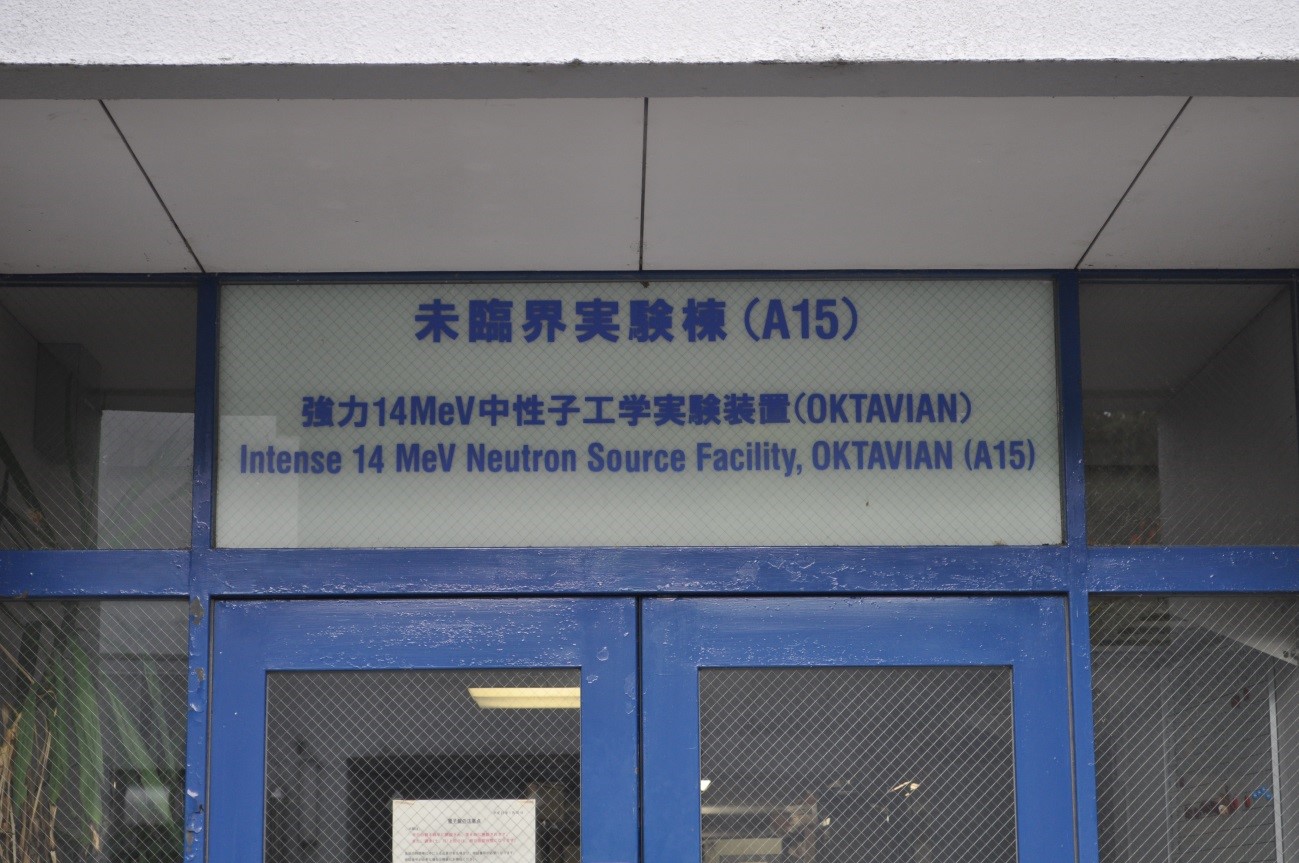 未臨界実験棟(A15)
強力14MeV中性子工学実験装置(OKTAVIAN)
Intense 14 MeV Neutron Source Facility, OKTAVIAN (A15)